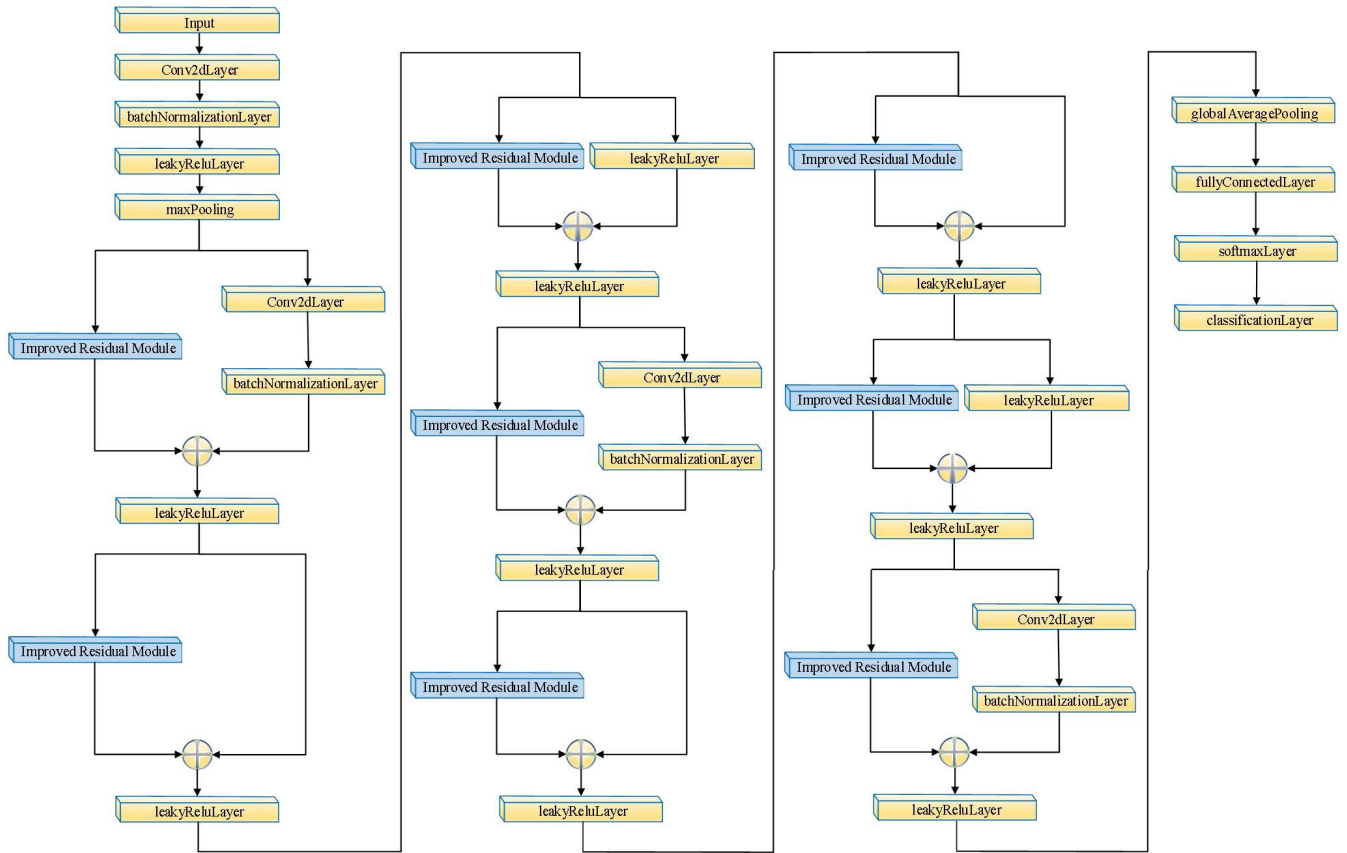 Input
Conv2dLayer
batchNormalizationLayer
leakyReluLayer
maxPooling
Conv2dLayer
Improved Residual Module
batchNormalizationLayer
leakyReluLayer
Improved Residual Module
leakyReluLayer
Improved Residual Module
leakyReluLayer
leakyReluLayer
Conv2dLayer
Improved Residual Module
batchNormalizationLayer
leakyReluLayer
Improved Residual Module
leakyReluLayer
Improved Residual Module
leakyReluLayer
Improved Residual Module
leakyReluLayer
leakyReluLayer
Conv2dLayer
Improved Residual Module
batchNormalizationLayer
leakyReluLayer
globalAveragePooling
fullyConnectedLayer
softmaxLayer
classificationLayer